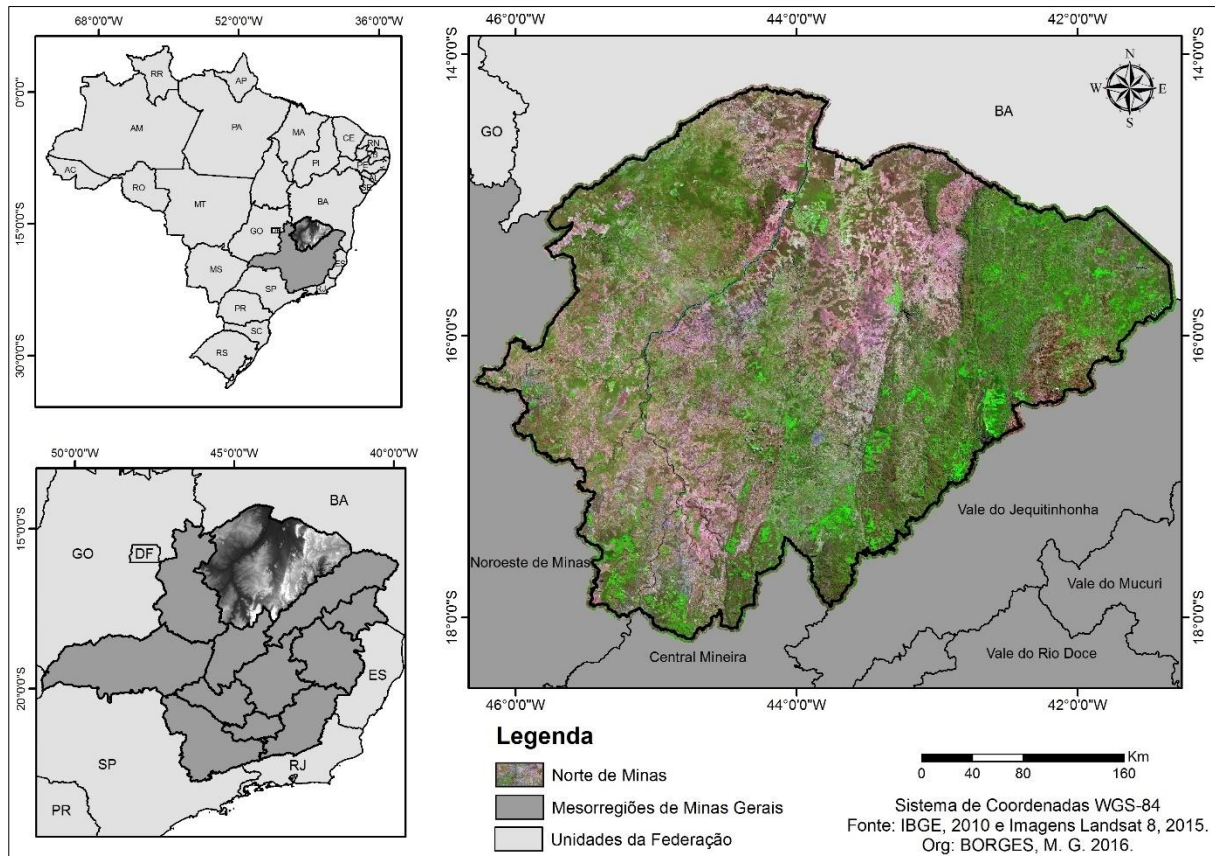 68°0'0"W 52°0'0"W 36°0'0"W
0°0'0"
15°0'0"S
30°0'0"S
RR
AP
AM
PA
MA
CE
RN
PI
AC
RO
MT
BA
GO
MS
ES
SP
PR
SC
RS
50°0'0"W 45°0'0"W 40°0'0"W
15°0'0"S
20°0'0"S
BA
GO
DF
ES
SP
RJ
PR
46°0'0"W 44°0'0"W 42°0'0"W
14°0'0"S
16°0'0"S
18°0'0"S
14°0'0"S
16°0'0"S
18°0'0"S
N
W E
S
GO
BA
Noroeste de Minas
Central Mineira
Vale do Jequitinhonha
Vale do Mucuri
Vale do Rio Doce
46°0'0"W 44°0'0"W 42°0'0"W
Legenda
Norte de Minas
Mesorregiões de Minas Gerais
Unidades da Federação
Km
0 40 80 160
Sistema de Coordenadas WGS-84
Fonte: IBGE, 2010 e Imagens Landsat 8, 2015.
Org: BORGES, M. G. 2016.